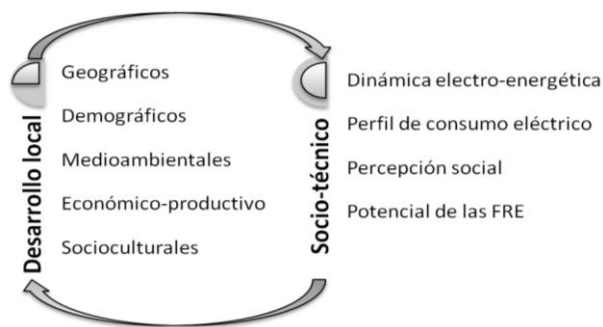 Desarrollo local
Geográficos
Demográficos
Medioambientales
Económico-productivo
Socioculturales
Socio-técnico
Dinámica electro-energética
Perfil de consumo eléctrico
Percepción social
Potencial de las FRE